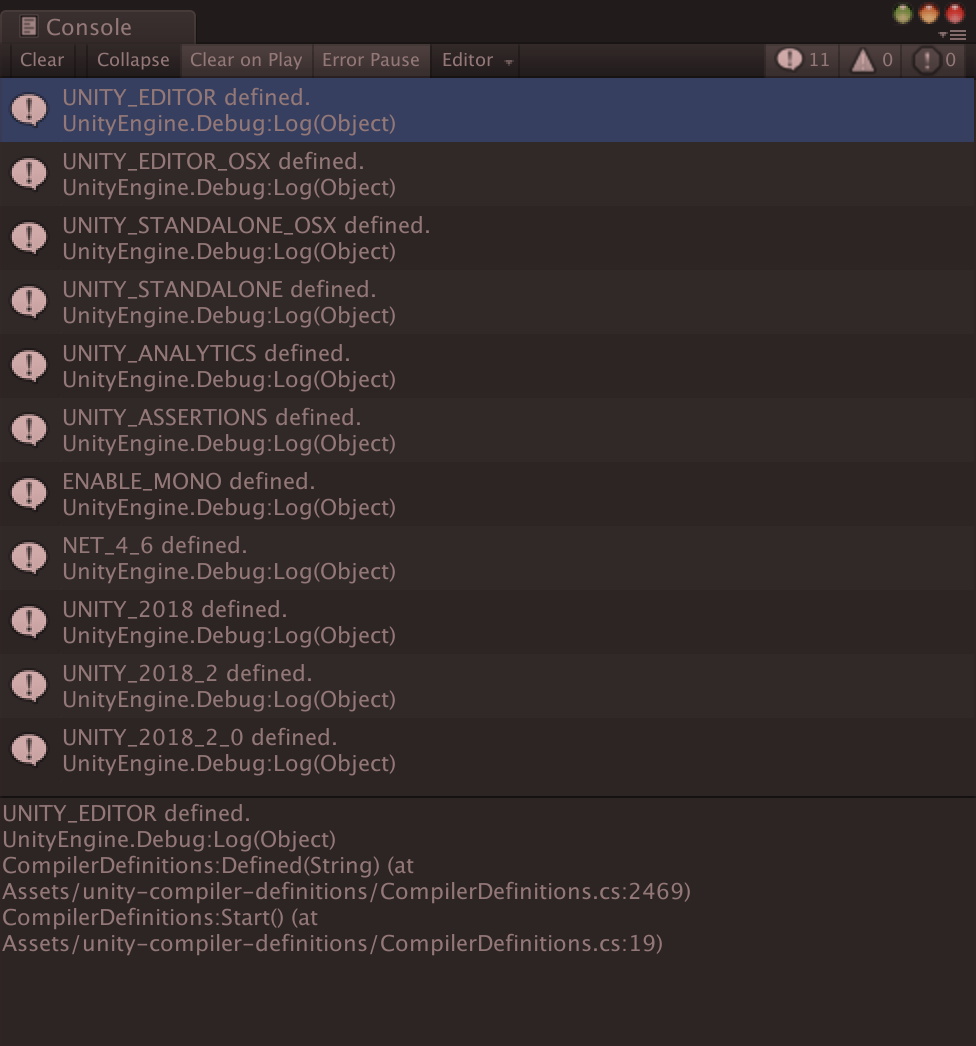 Console
Clear Collapse Clear on Play Error Pause Editor 11 0 0
UNITY_EDITOR defined.
UnityEngine.Debug:Log(Object)
UNITY_EDITOR_OSX defined.
UnityEngine.Debug:Log(Object)
UNITY_STANDALONE_OSX defined.
UnityEngine.Debug:Log(Object)
UNITY_STANDALONE defined.
UnityEngine.Debug:Log(Object)
UNITY_ANALYTICS defined.
UnityEngine.Debug:Log(Object)
UNITY_ASSERTIONS defined.
UnityEngine.Debug:Log(Object)
ENABLE_MONO defined.
UnityEngine.Debug:Log(Object)
NET_4_6 defined.
UnityEngine.Debug:Log(Object)
UNITY_2018 defined.
UnityEngine.Debug:Log(Object)
UNITY_2018_2 defined.
UnityEngine.Debug:Log(Object)
UNITY_2018_2_0 defined.
UnityEngine.Debug:Log(Object)
UNITY_EDITOR defined.
UnityEngine.Debug:Log(Object)
CompilerDefinitions:Defined(String) (at
Assets/unity-compiler-definitions/CompilerDefinitions.cs:2469)
CompilerDefinitions:Start() (at
Assets/unity-compiler-definitions/CompilerDefinitions.cs:19)